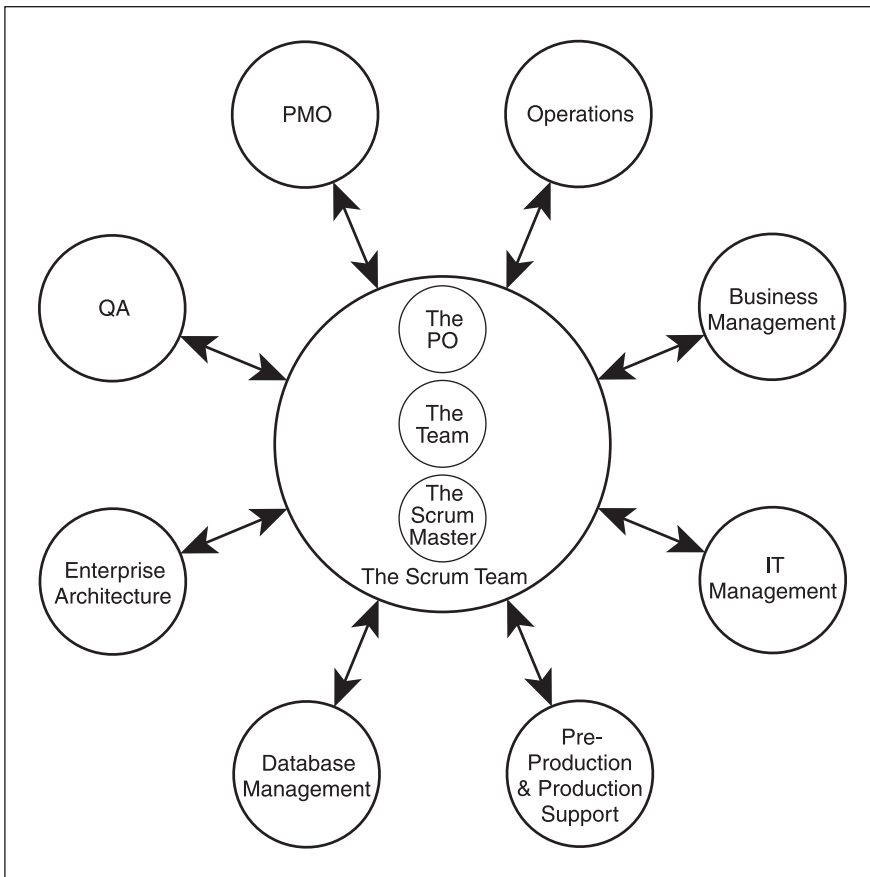 PMO
Operations
QA
The
PO
Business
Management
The
Team
The
Scrum
Master
The Scrum Team
Enterprise
Architecture
IT
Management
Database
Management
Pre-
Production
& Production
Support